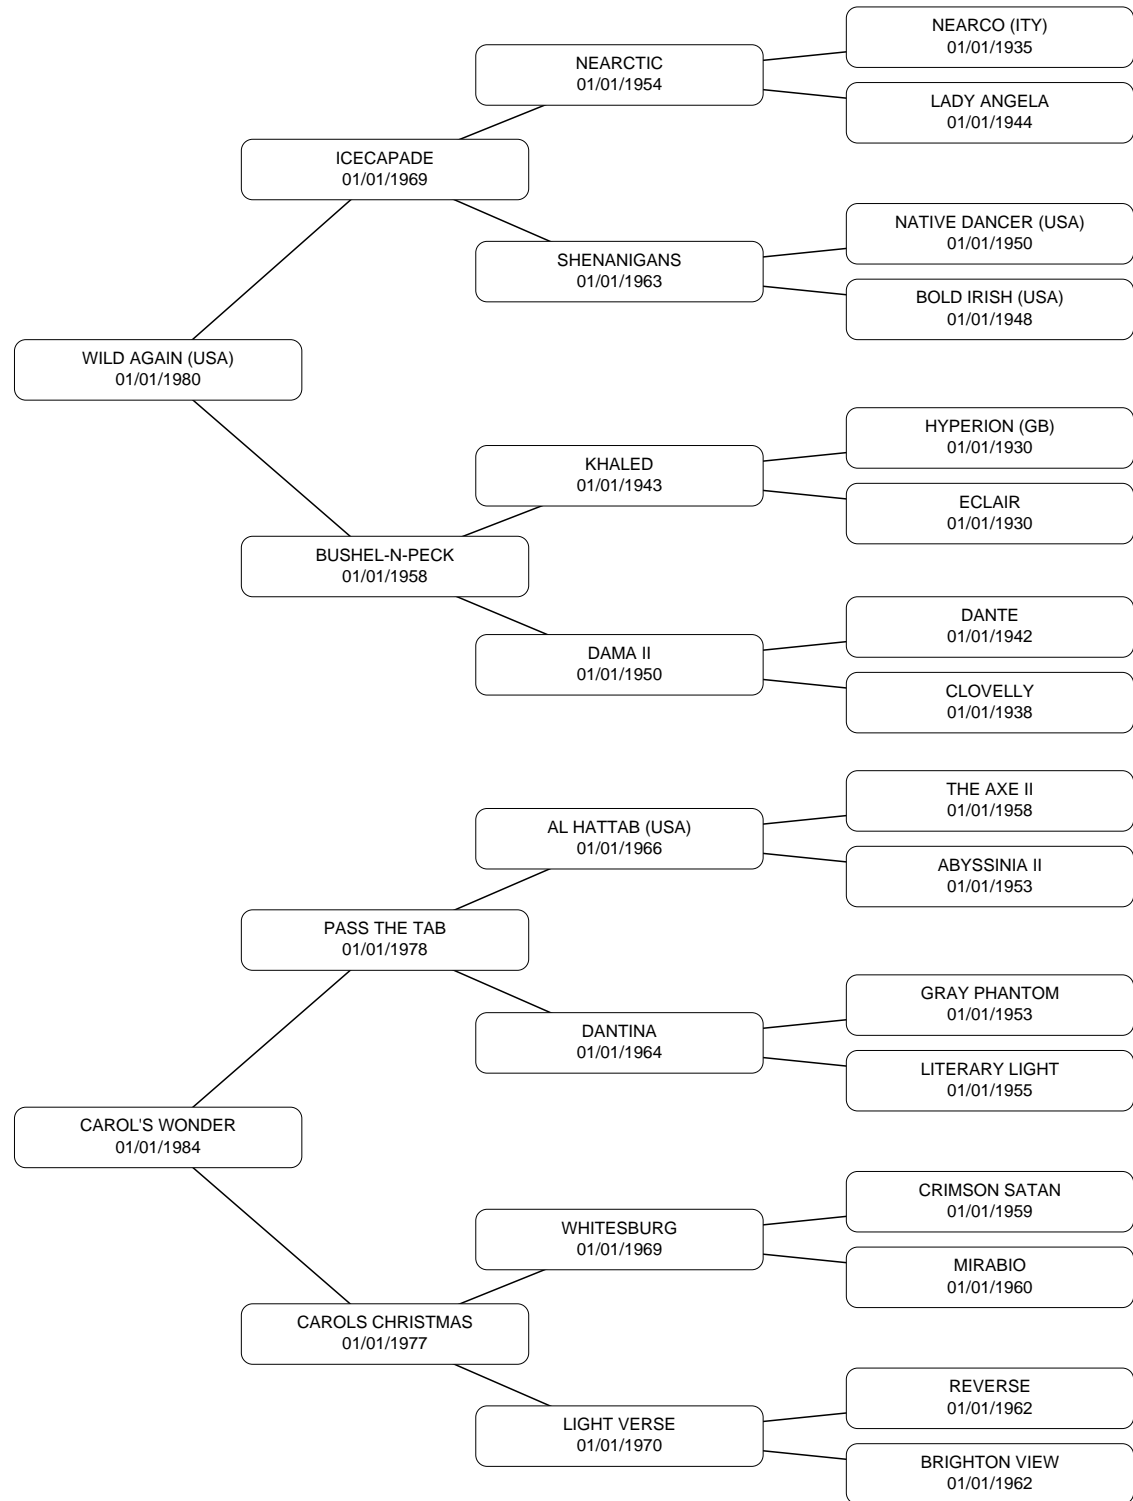 NEARCO (ITY)
01/01/1935
NEARCTIC
01/01/1954
LADY ANGELA
01/01/1944
ICECAPADE
01/01/1969
NATIVE DANCER (USA)
01/01/1950
SHENANIGANS
01/01/1963
BOLD IRISH (USA)
01/01/1948
WILD AGAIN (USA)
01/01/1980
HYPERION (GB)
01/01/1930
KHALED
01/01/1943
ECLAIR
01/01/1930
BUSHEL-N-PECK
01/01/1958
DANTE
01/01/1942
DAMA II
01/01/1950
CLOVELLY
01/01/1938
THE AXE II
01/01/1958
AL HATTAB (USA)
01/01/1966
ABYSSINIA II
01/01/1953
PASS THE TAB
01/01/1978
GRAY PHANTOM
01/01/1953
DANTINA
01/01/1964
LITERARY LIGHT
01/01/1955
CAROL'S WONDER
01/01/1984
CRIMSON SATAN
01/01/1959
WHITESBURG
01/01/1969
MIRABIO
01/01/1960
CAROLS CHRISTMAS
01/01/1977
REVERSE
01/01/1962
LIGHT VERSE
01/01/1970
BRIGHTON VIEW
01/01/1962